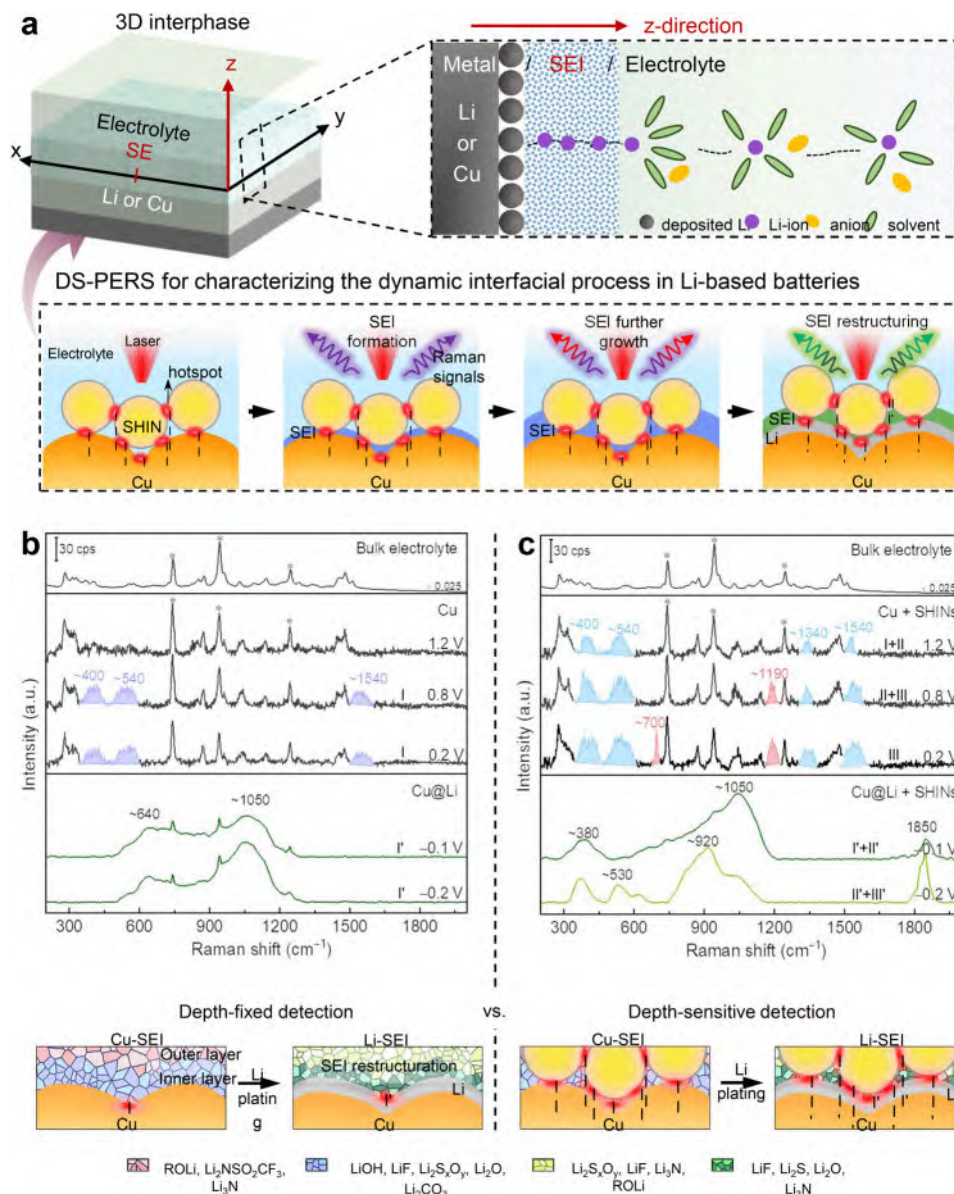 a
3D interphase
z
Electrolyte
SE
x
y
Li or Cu
z-direction
Metal / SEI / Electrolyte
Li
or
Cu
deposited Li
Li-ion
anion
solvent
DS-PERS for characterizing the dynamic interfacial process in Li-based batteries
Electrolyte
Laser
hotspot
SHIN
Cu
SEI
formation
Raman
signals
SEI
Cu
SEI further
growth
SEI
Cu
SEI restructuring
SEI
Li
Cu
b
30 cps
Bulk electrolyte
× 0.025
Cu
1.2 V
~400
~540
~1540
I
0.8 V
I
0.2 V
Cu@Li
~640
~1050
I'
−0.1 V
I'
−0.2 V
Intensity (a.u.)
300 600 900 1200 1500 1800
Raman shift (cm⁻¹)
c
30 cps
Bulk electrolyte
× 0.025
Cu + SHINs
~400
~540
~1340
~1540
I+II
1.2 V
~1190
II+III
0.8 V
~700
III
0.2 V
Cu@Li + SHINs
~380
~1050
1850
I'+II'
−0.1 V
~530
~920
II'+III'
−0.2 V
Intensity (a.u.)
300 600 900 1200 1500 1800
Raman shift (cm⁻¹)
Depth-fixed detection
vs.
Depth-sensitive detection
Cu-SEI
Outer layer
Inner layer
Cu
Li
platin
g
Li-SEI
SEI restructuration
Li
I'
Cu
Cu-SEI
Cu
Li
plating
Li-SEI
Li
Cu
ROLi, Li₂NSO₂CF₃,
Li₃N
LiOH, LiF, Li₂SₓOᵧ, Li₂O,
Li₂CO₃
Li₂SₓOᵧ, LiF, Li₃N,
ROLi
LiF, Li₂S, Li₂O,
Li₃N